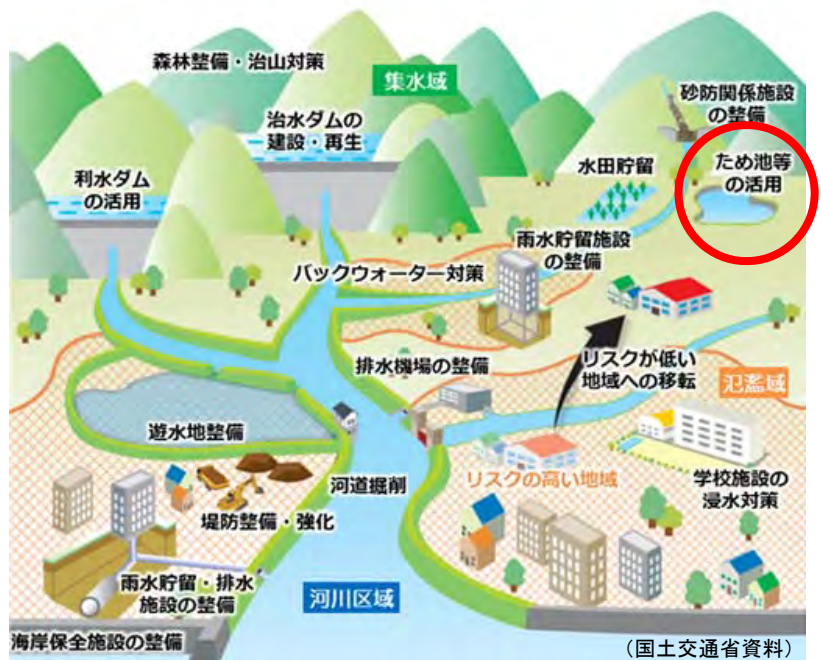 森林整備・治山対策
集水域
砂防関係施設
の整備
治水ダムの
建設・再生
ため池等
の活用
水田貯留
利水ダム
の活用
雨水貯留施設
の整備
バックウォーター対策
排水機場の整備
リスクが低い
地域への移転
氾濫域
遊水地整備
河道掘削
リスクの高い地域
学校施設の
浸水対策
堤防整備・強化
雨水貯留・排水
施設の整備
河川区域
海岸保全施設の整備
（国土交通省資料）